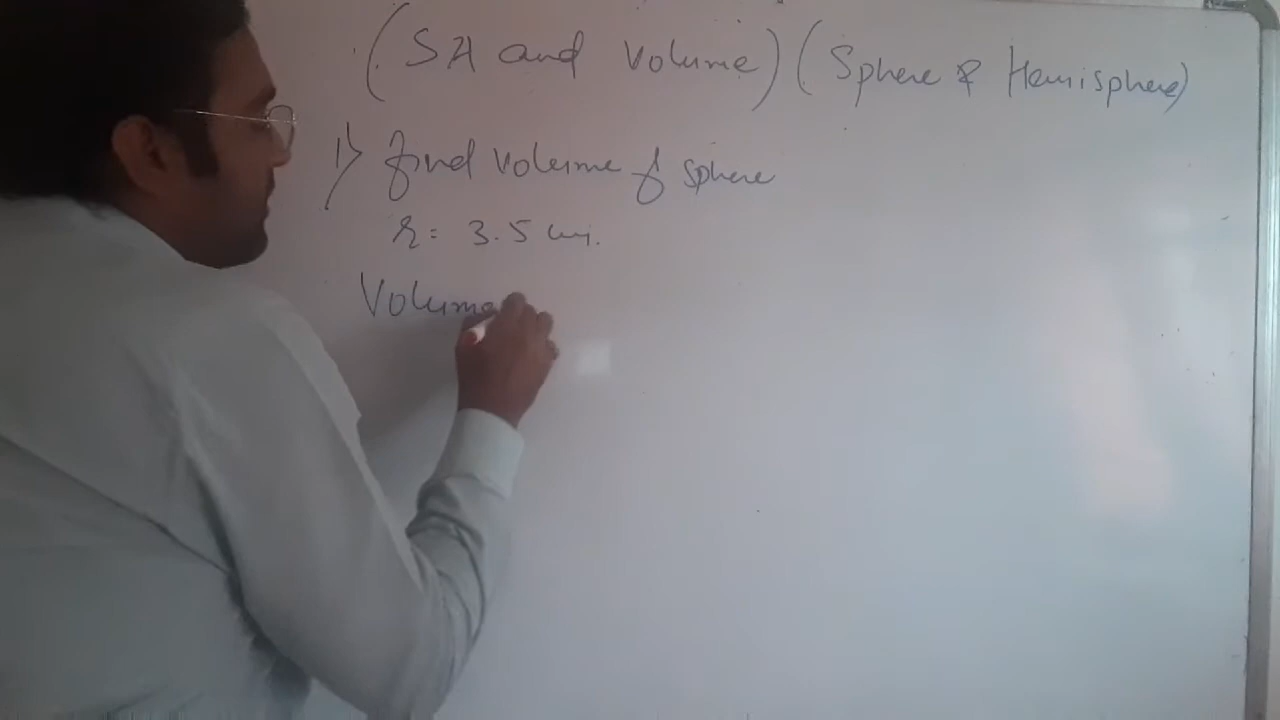 (SA and Volume) (Sphere & Hemisphere)
1) find volume of sphere
r = 3.5 cm.
Volume